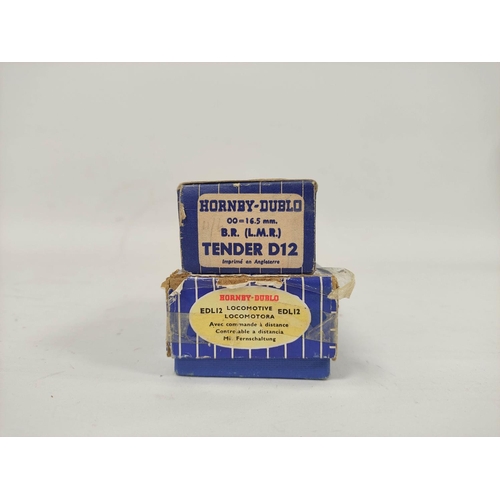 HORNBY-DUBLO
OO=16.5 mm.
B.R. (L.M.R.)
TENDER D12
Imprimé en Angleterre
HORNBY-DUBLO
EDL12 LOCOMOTIVE EDL12
LOCOMOTORA
Avec commande à distance
Controlable a distancia
Mit Fernschaltung